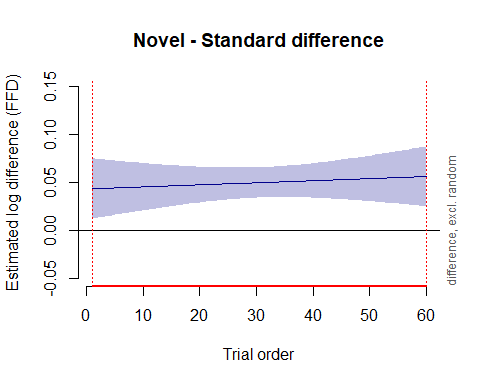 Novel - Standard difference
Estimated log difference (FFD)
0.15
0.10
0.05
0.00
-0.05
0 10 20 30 40 50 60
Trial order
difference, excl. random